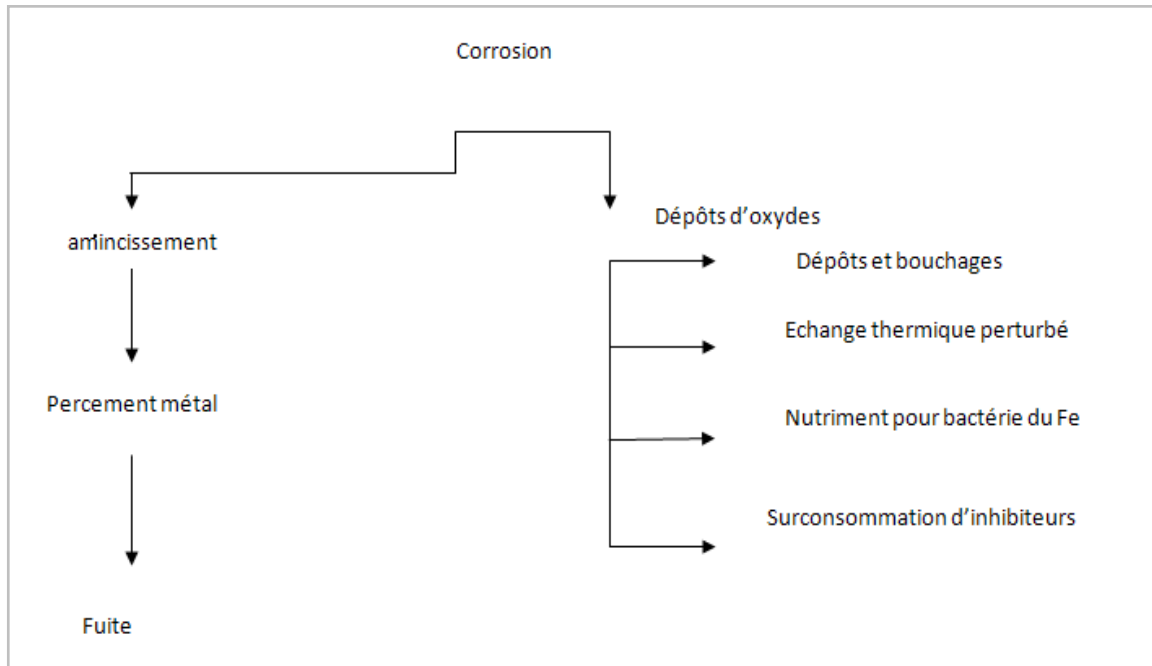 Corrosion
amincissement
Percement métal
Fuite
Dépôts d'oxydes
Dépôts et bouchages
Echange thermique perturbé
Nutriment pour bactérie du Fe
Surconsommation d'inhibiteurs